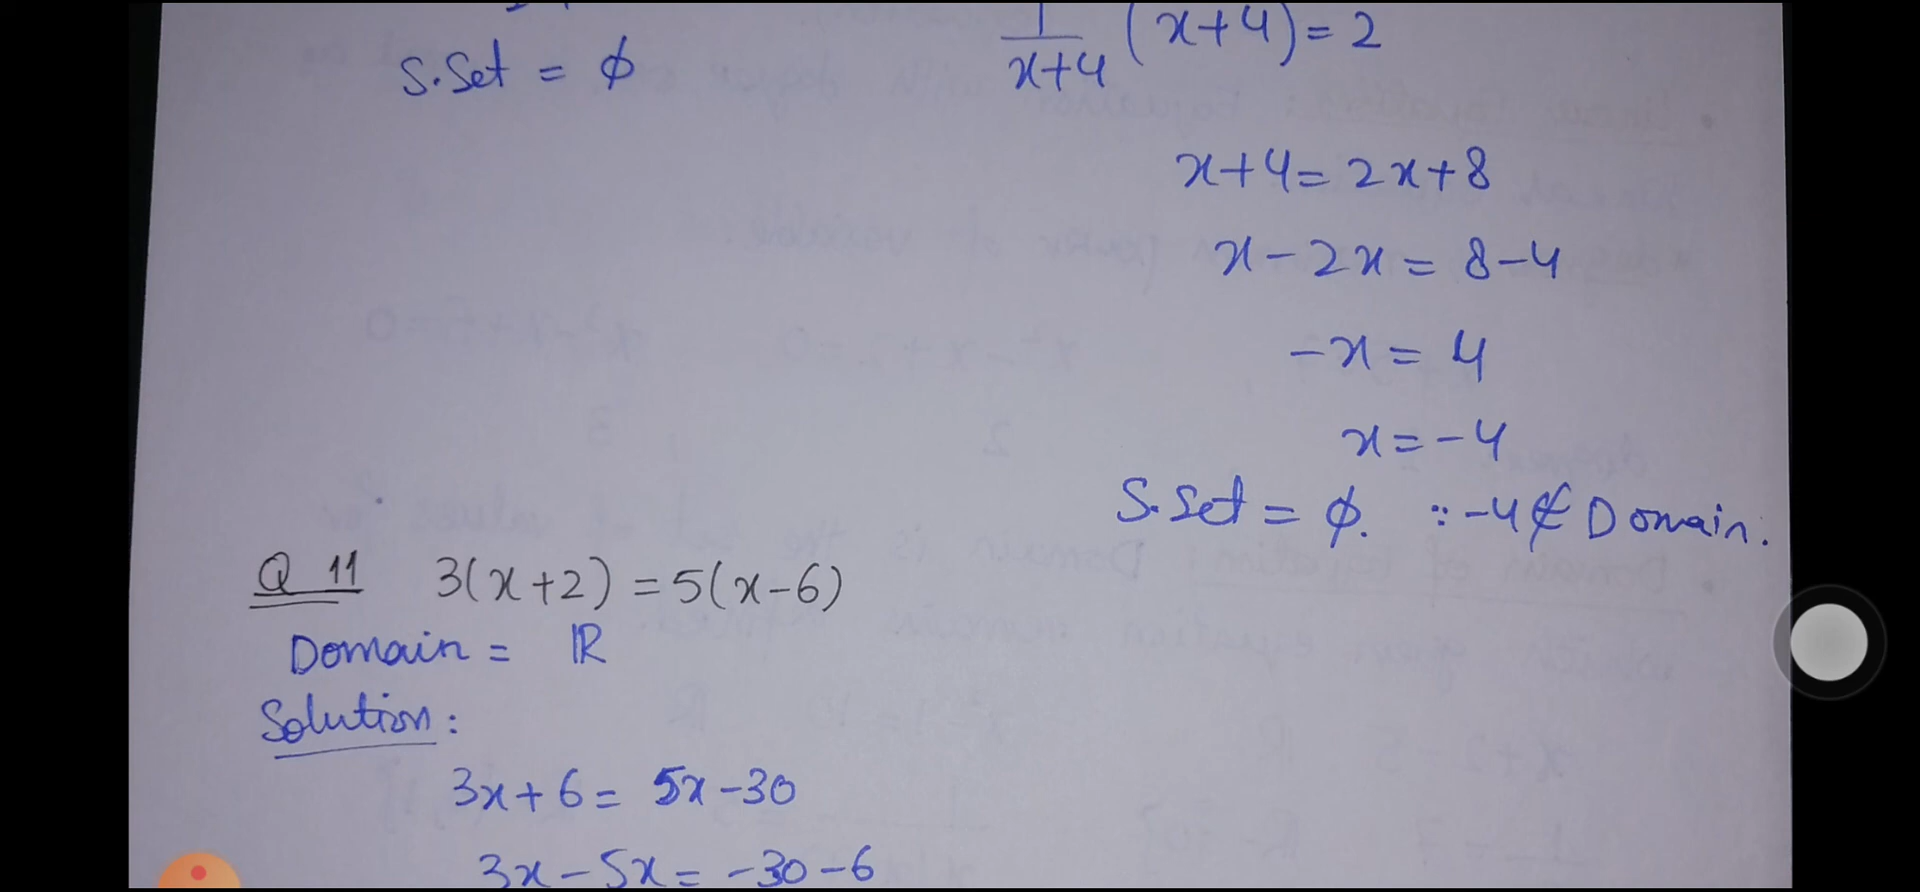 S.Set = ϕ
1/(x+4) (x+4) = 2
x+4 = 2x+8
x-2x = 8-4
-x = 4
x = -4
S.Set = ϕ. ∵ -4 ∉ Domain.
Q 11 3(x+2) = 5(x-6)
Domain = ℝ
Solution:
3x+6 = 5x-30
3x-5x = -30-6